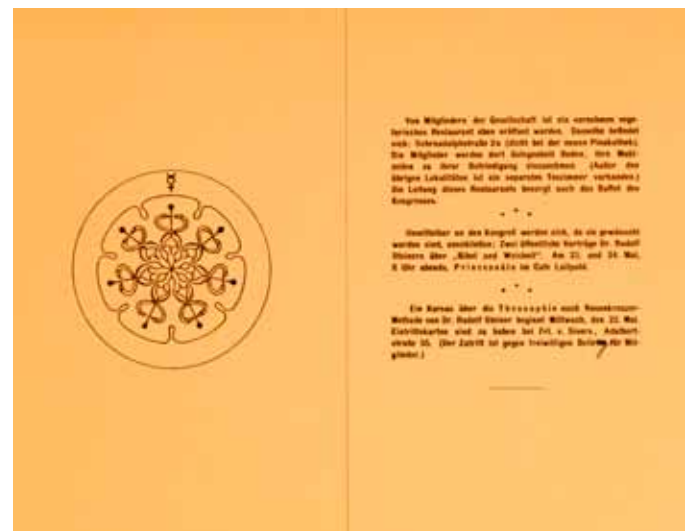 Von Mitgliedern der Gesellschaft ist ein vornehmes vege-
tarisches Restaurant eben eröffnet worden. Dasselbe befindet
sich: 2a (dicht bei der neuen Pinakothek).
Die Mitglieder werden dort Gelegenheit finden, ihre Mahl-
zeiten zu ihrer Befriedigung einzunehmen. (Außer den
übrigen Lokalitäten ist ein separates Teezimmer vorhanden.)
Die Leitung dieses Restaurants besorgt auch das Buffet des
Kongresses.
Unmittelbar an den Kongreß werden sich, da sie gewünscht
worden sind, anschließen: Zwei öffentliche Vorträge Dr. Rudolf
Steiners über „Bibel und Weisheit“. Am 23. und 24. Mai,
8 Uhr abends, im Café Luitpold.
Ein Kursus über die Theosophie nach Rosenkreuzer-
Methode von Dr. Rudolf Steiner beginnt Mittwoch, den 22. Mai.
Eintrittskarten sind zu haben bei Frl. v. Sivers, Adalbert-
straße 55. (Der Zutritt ist gegen freiwilligen Beitrag für Mit-
glieder.)